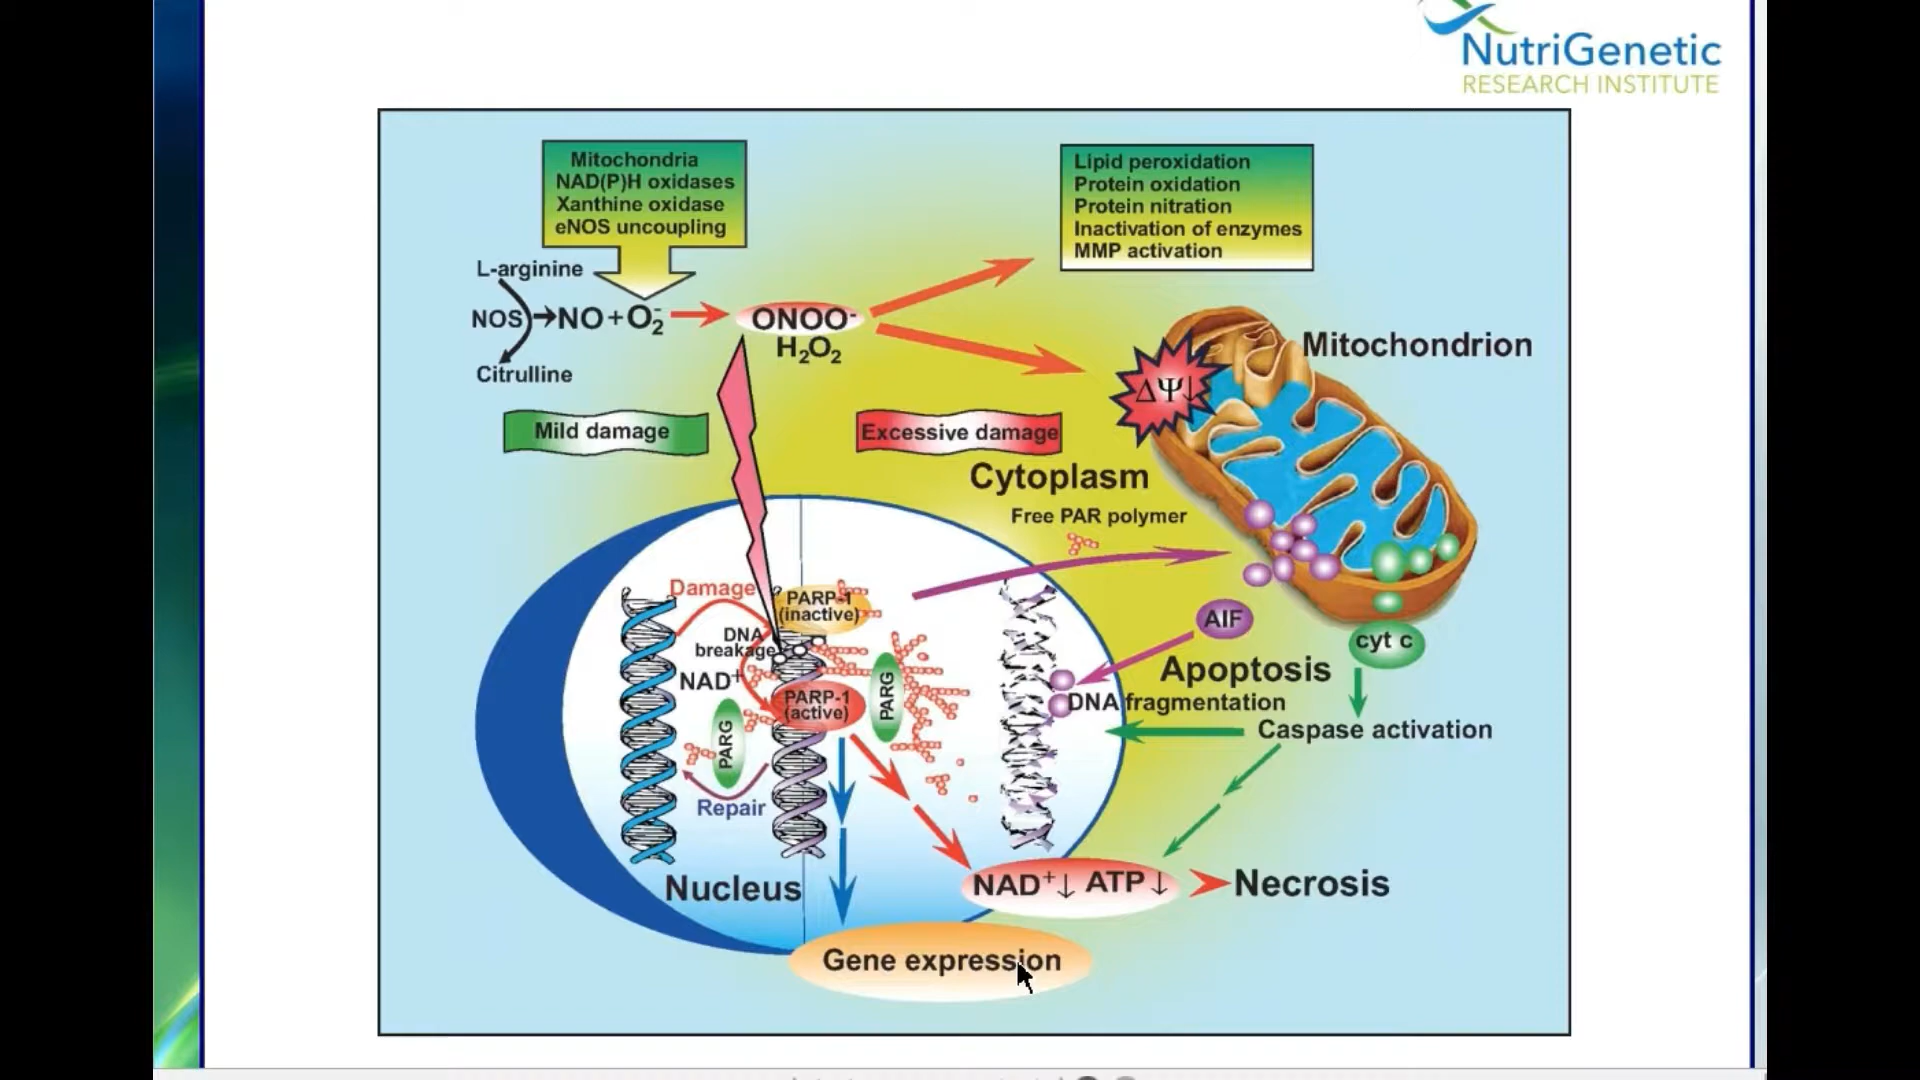 NutriGenetic
RESEARCH INSTITUTE
Mitochondria
NAD(P)H oxidases
Xanthine oxidase
eNOS uncoupling
Lipid peroxidation
Protein oxidation
Protein nitration
Inactivation of enzymes
MMP activation
L-arginine
NOS
NO + O₂⁻
ONOO⁻
H₂O₂
Citrulline
Mitochondrion
ΔΨ↓
Mild damage
Excessive damage
Cytoplasm
Free PAR polymer
Damage
PARP-1
(inactive)
DNA
breakage
NAD⁺
PARP-1
(active)
PARG
PARG
Repair
AIF
cyt c
Apoptosis
DNA fragmentation
Caspase activation
Nucleus
NAD⁺↓ ATP↓
Necrosis
Gene expression